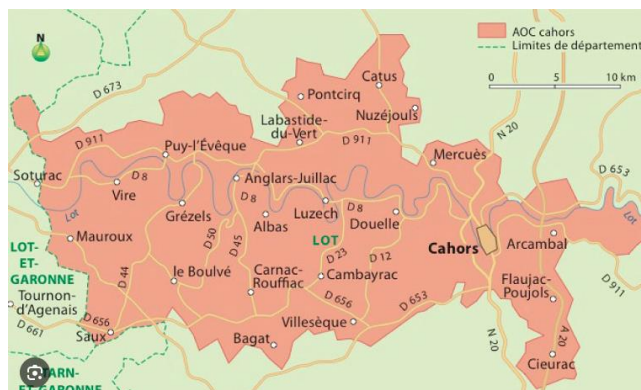 N
AOC cahors
Limites de département
0 5 10 km
D 673
Catus
Pontcirq
Nuzéjouls
N 20
Labastide-
du-Vert
D 911
D 911
Puy-l'Évêque
Mercuès
D 653
Soturac
D 8
Vire
Anglars-Juillac
D 8
Lot
Grézels
Albas
Luzech
D 8
Douelle
Lot
Mauroux
D 50
D 45
LOT
Cahors
Arcambal
LOT-
ET-
GARONNE
D 44
le Boulvé
Carnac-
Rouffiac
D 23
Cambayrac
D 12
D 911
Flaujac-
Poujols
Tournon-
d'Agenais
D 661
D 656
Saux
D 656
D 653
Villesèque
Bagat
N 20
A 20
Cieurac
TARN-
ET-GARONNE